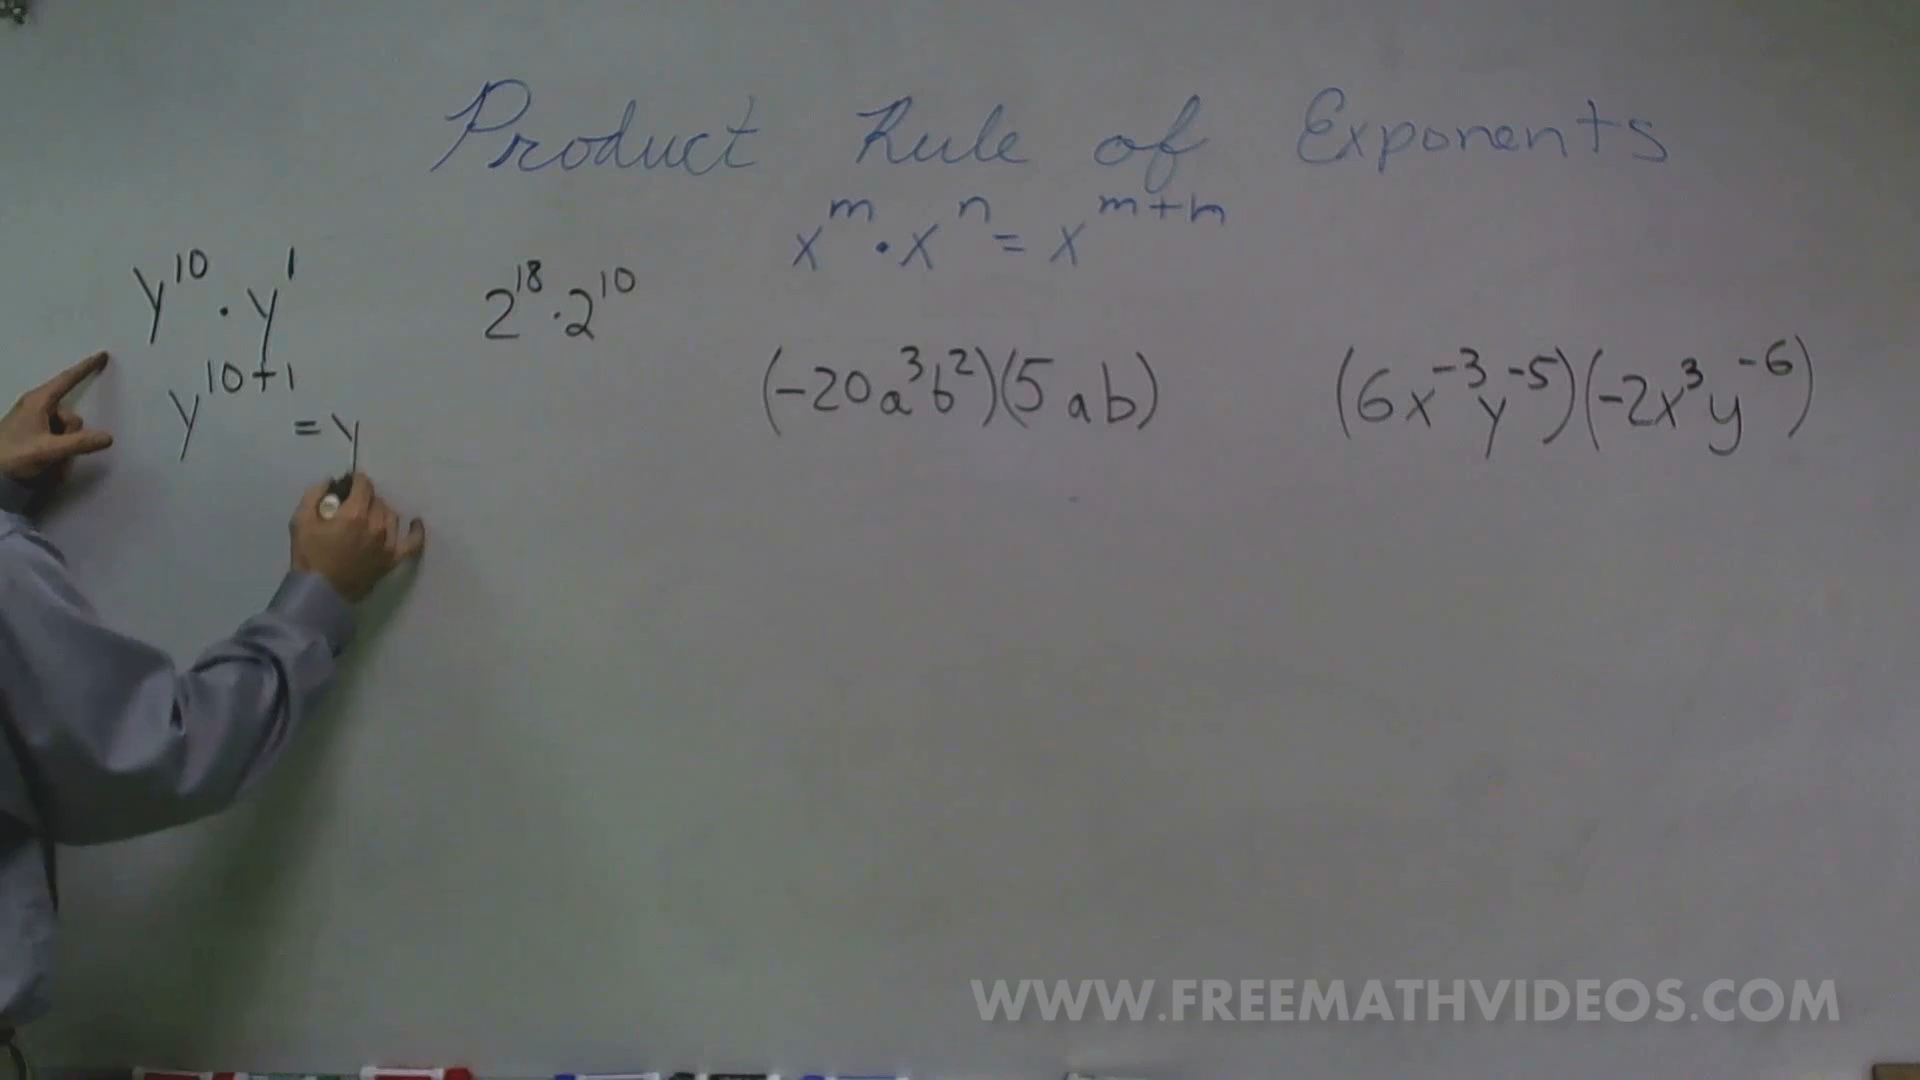 Product Rule of Exponents
x^m · x^n = x^(m+n)
y^10 · y^1
y^(10+1) = y
2^18 · 2^10
(-20a^3b^2)(5ab)
(6x^-3y^-5)(-2x^3y^-6)
WWW.FREEMATHVIDEOS.COM